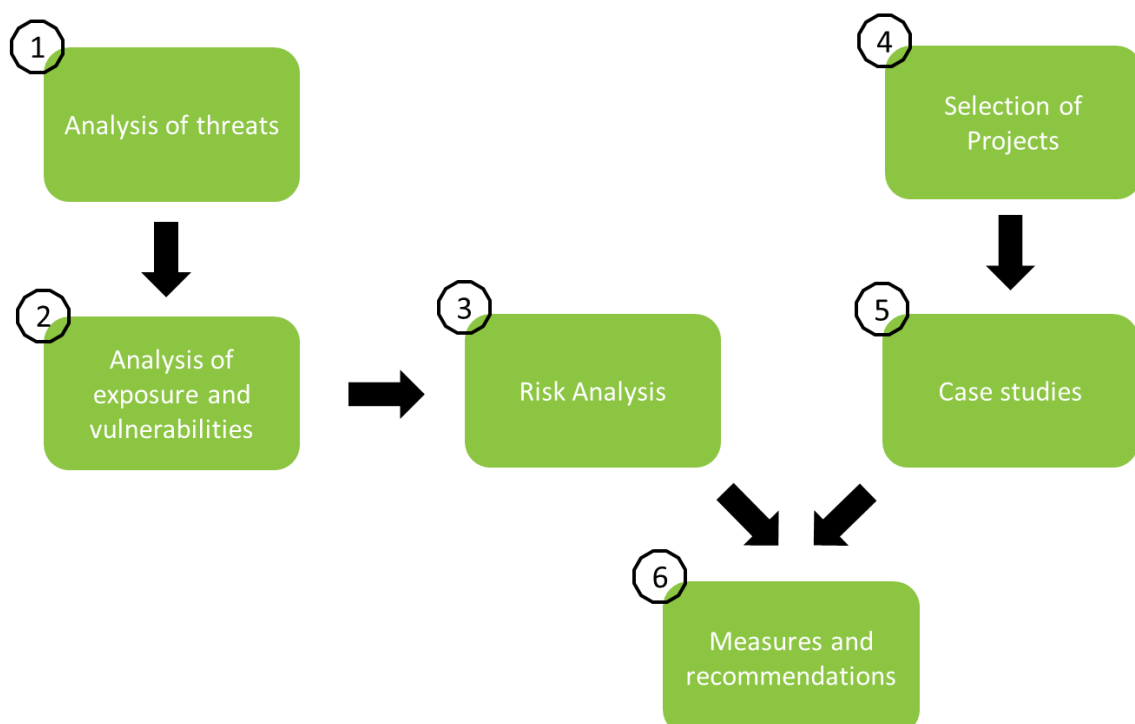 1
Analysis of threats
2
Analysis of
exposure and
vulnerabilities
3
Risk Analysis
4
Selection of
Projects
5
Case studies
6
Measures and
recommendations